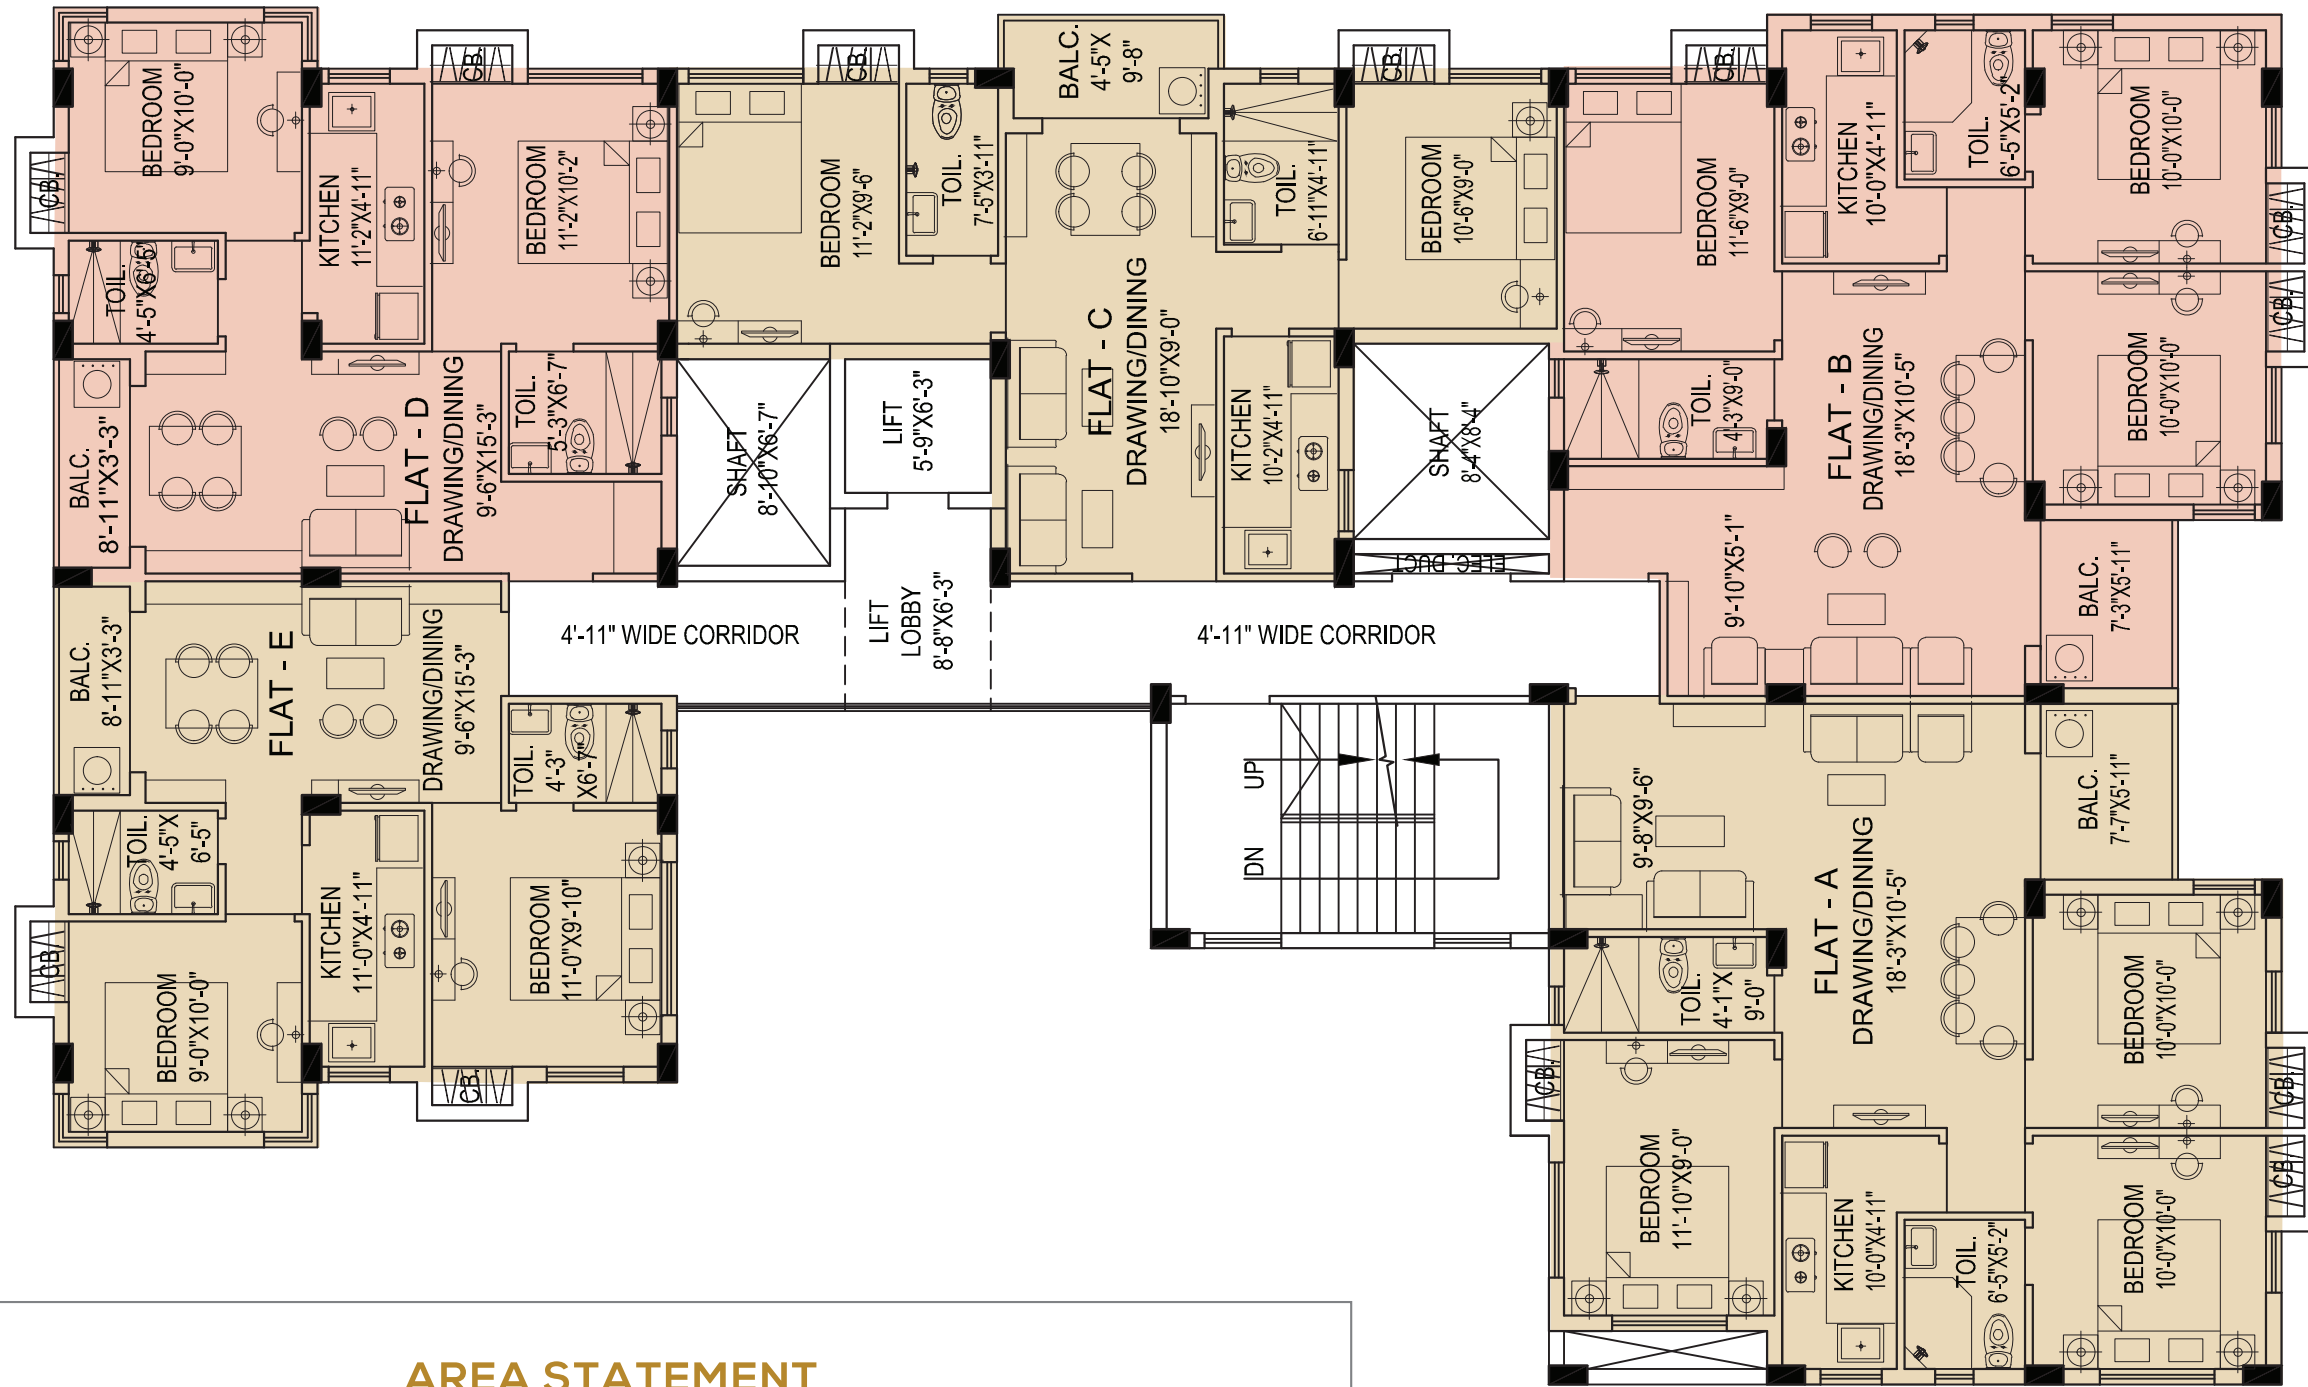 BEDROOM
9'-0"X10'-0"
CB.
TOIL.
4'-5"X6'-5"
KITCHEN
11'-2"X4'-11"
CB.
BEDROOM
11'-2"X10'-2"
BALC.
8'-11"X3'-3"
FLAT - D
DRAWING/DINING
9'-6"X15'-3"
TOIL.
5'-3"X6'-7"
CB.
BEDROOM
11'-2"X9'-6"
TOIL.
7'-5"X3'-11"
BALC.
4'-5"X
9'-8"
FLAT - C
DRAWING/DINING
18'-10"X9'-0"
TOIL.
6'-11"X4'-11"
CB.
BEDROOM
10'-6"X9'-0"
KITCHEN
10'-2"X4'-11"
SHAFT
8'-10"X6'-7"
LIFT
5'-9"X6'-3"
SHAFT
8'-4"X8'-4"
ELEC. DUCT
CB.
BEDROOM
11'-6"X9'-0"
KITCHEN
10'-0"X4'-11"
TOIL.
6'-5"X5'-2"
BEDROOM
10'-0"X10'-0"
CB.
CB.
BEDROOM
10'-0"X10'-0"
TOIL.
4'-3"X9'-0"
FLAT - B
DRAWING/DINING
18'-3"X10'-5"
9'-10"X5'-1"
BALC.
7'-3"X5'-11"
4'-11" WIDE CORRIDOR
LIFT
LOBBY
8'-8"X6'-3"
4'-11" WIDE CORRIDOR
BALC.
8'-11"X3'-3"
FLAT - E
DRAWING/DINING
9'-6"X15'-3"
TOIL.
4'-3"
X6'-7"
TOIL.
4'-5"X
6'-5"
CB.
BEDROOM
9'-0"X10'-0"
KITCHEN
11'-0"X4'-11"
BEDROOM
11'-0"X9'-10"
CB.
UP
DN
9'-8"X9'-6"
BALC.
7'-7"X5'-11"
FLAT - A
DRAWING/DINING
18'-3"X10'-5"
TOIL.
4'-1"X
9'-0"
CB.
BEDROOM
11'-10"X9'-0"
BEDROOM
10'-0"X10'-0"
CB.
CB.
KITCHEN
10'-0"X4'-11"
TOIL.
6'-5"X5'-2"
BEDROOM
10'-0"X10'-0"
AREA STATEMENT